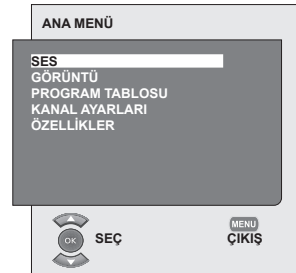 ANA MENÜ
SES
GÖRÜNTÜ
PROGRAM TABLOSU
KANAL AYARLARI
ÖZELLİKLER
OK SEÇ
MENU
ÇIKIŞ